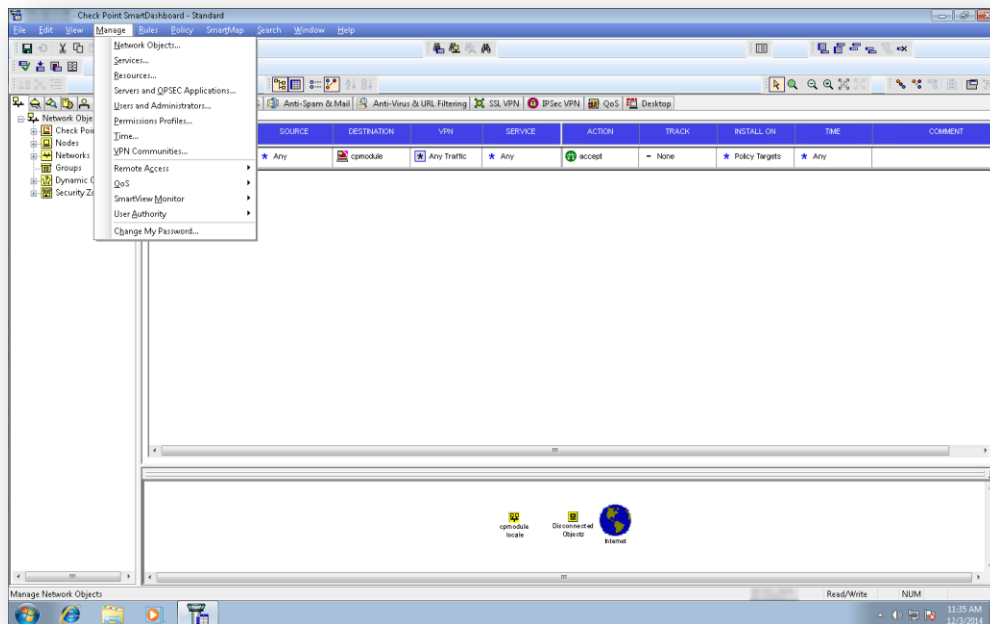 - Check Point SmartDashboard - Standard
File Edit View Manage Rules Policy SmartMap Search Window Help
Network Objects...
Services...
Resources...
Servers and OPSEC Applications...
Users and Administrators...
Permissions Profiles...
Time...
VPN Communities...
Remote Access
QoS
SmartView Monitor
User Authority
Change My Password...
Network Obje
Check Poi
Nodes
Networks
Groups
Dynamic
Security Zo
Anti-Spam & Mail Anti-Virus & URL Filtering SSL VPN IPSec VPN QoS Desktop
SOURCE DESTINATION VPN SERVICE ACTION TRACK INSTALL ON TIME COMMENT
Any cpmodule Any Traffic Any accept None Policy Targets Any
cpmodule
locale
Disconnected
Objects
Internet
Manage Network Objects Read/Write NUM
11:35 AM
12/3/2014